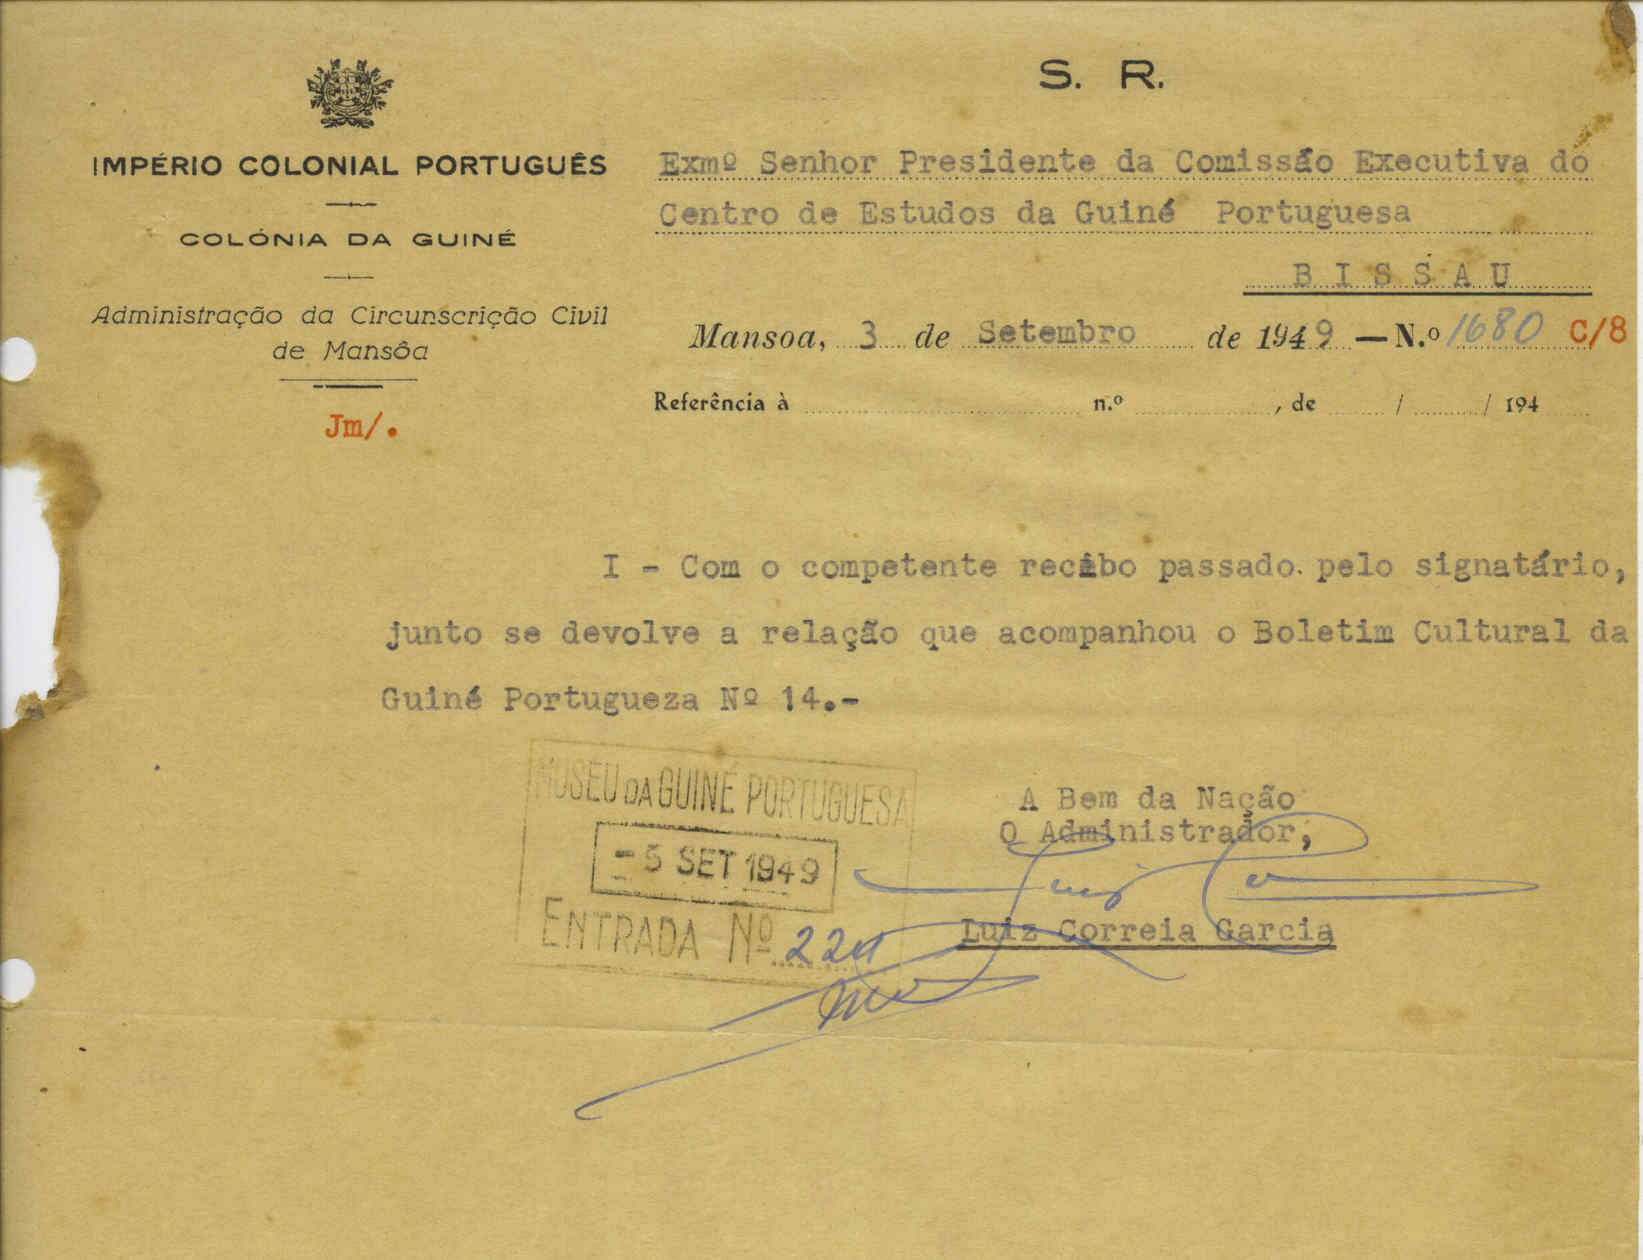 S. R.
IMPÉRIO COLONIAL PORTUGUÊS
COLÓNIA DA GUINÉ
Administração da Circunscrição Civil
de Mansôa
Jm/.
Exmº Senhor Presidente da Comissão Executiva do
Centro de Estudos da Guiné Portuguesa
B I S S A U
Mansoa, 3 de Setembro de 1949 — N.º 1680 C/8
Referência à n.º , de / / 194
I - Com o competente recibo passado pelo signatário,
junto se devolve a relação que acompanhou o Boletim Cultural da
Guiné Portugueza Nº 14.-
MUSEU DA GUINÉ PORTUGUESA
- 5 SET 1949
ENTRADA Nº
A Bem da Nação
O Administrador,
Luiz Correia Garcia